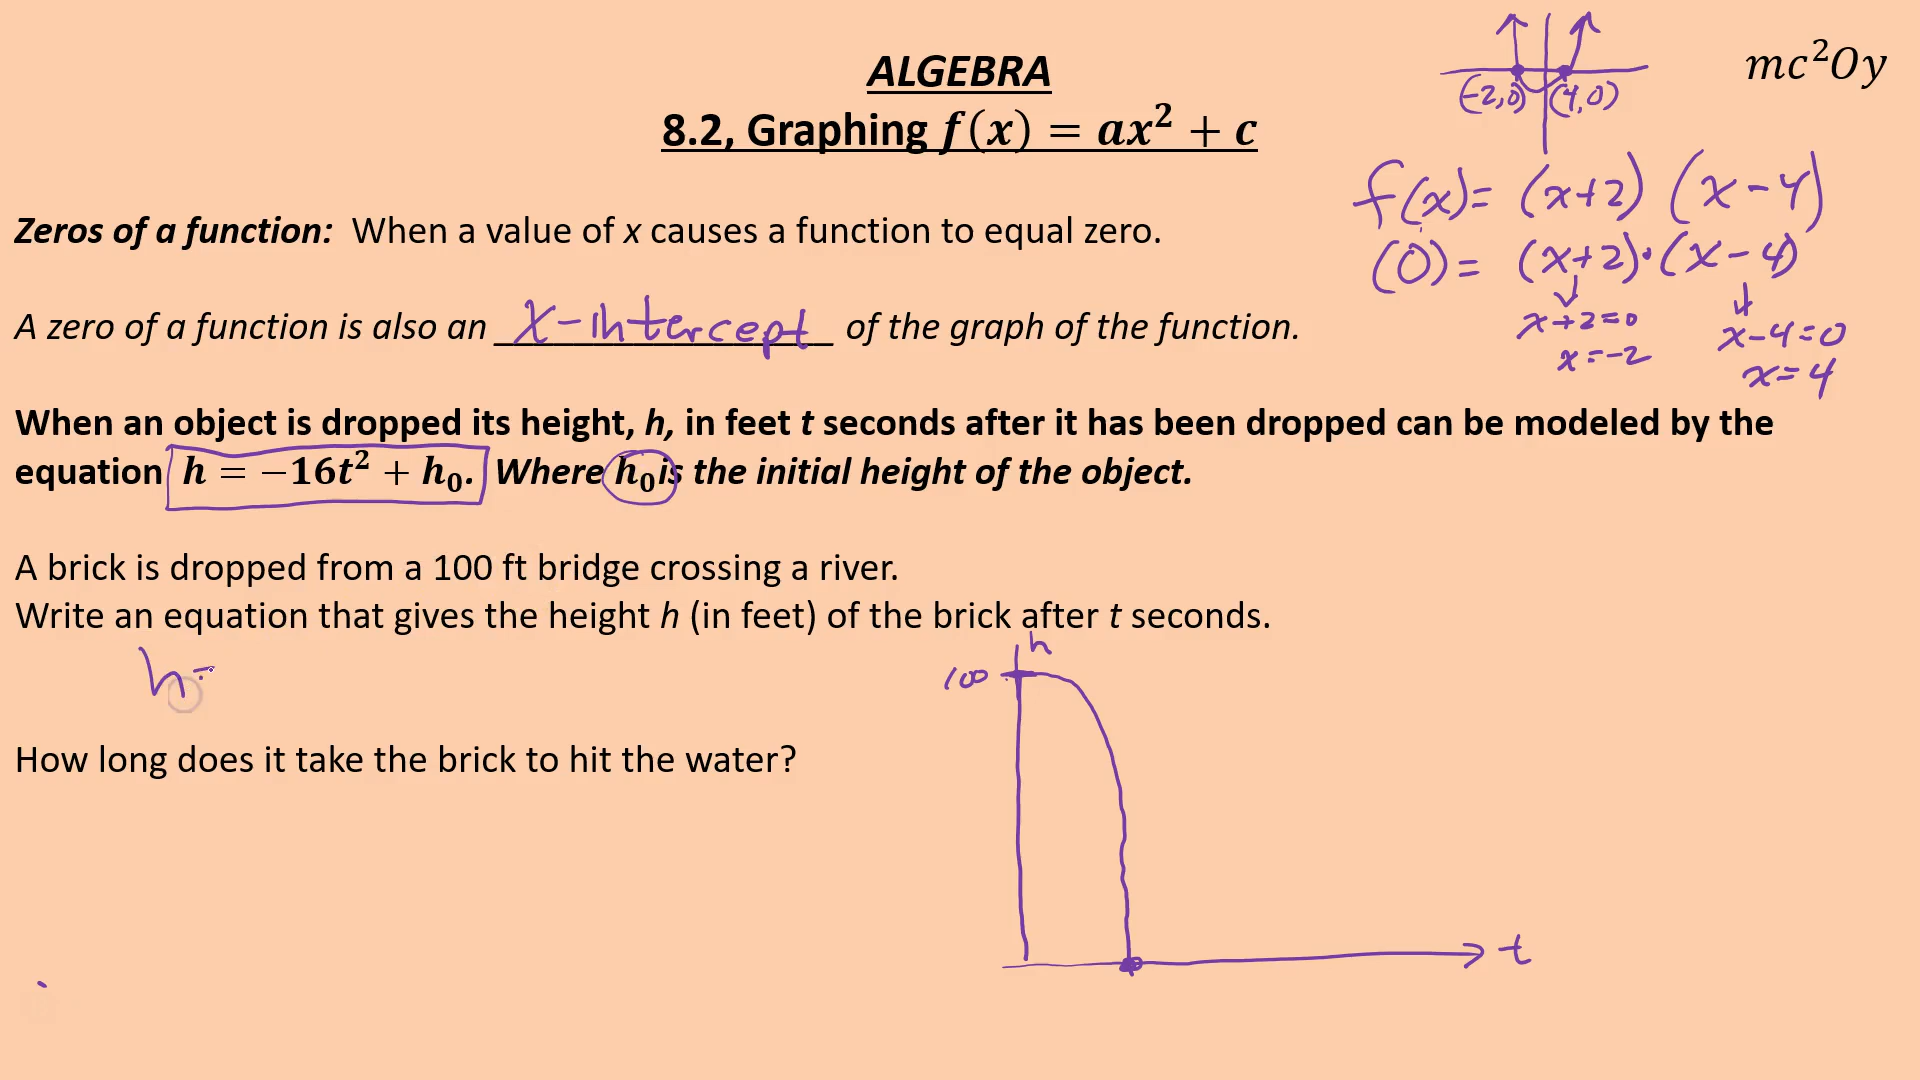 ALGEBRA
mc²Oy
8.2, Graphing f(x) = ax² + c
(-2,0) (4,0)
f(x)= (x+2) (x-4)
(0)= (x+2)·(x-4)
x+2=0
x=-2
x-4=0
x=4
Zeros of a function: When a value of x causes a function to equal zero.
A zero of a function is also an x-intercept of the graph of the function.
When an object is dropped its height, h, in feet t seconds after it has been dropped can be modeled by the
equation h = −16t² + h₀. Where h₀ is the initial height of the object.
A brick is dropped from a 100 ft bridge crossing a river.
Write an equation that gives the height h (in feet) of the brick after t seconds.
h=
h
100
How long does it take the brick to hit the water?
t